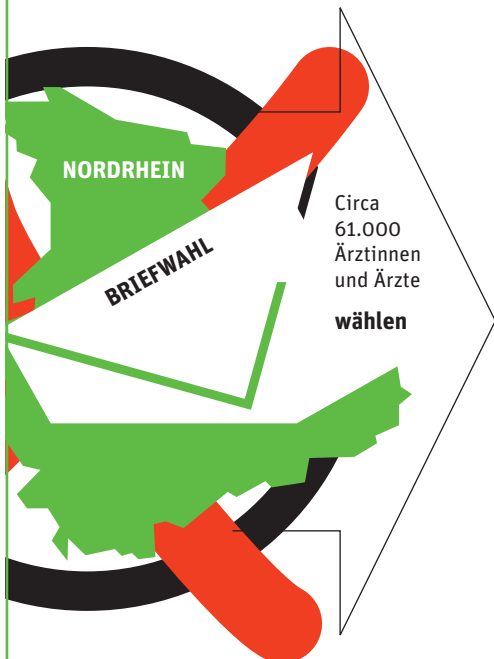 NORDRHEIN
BRIEFWAHL
Circa
61.000
Ärztinnen
und Ärzte
wählen